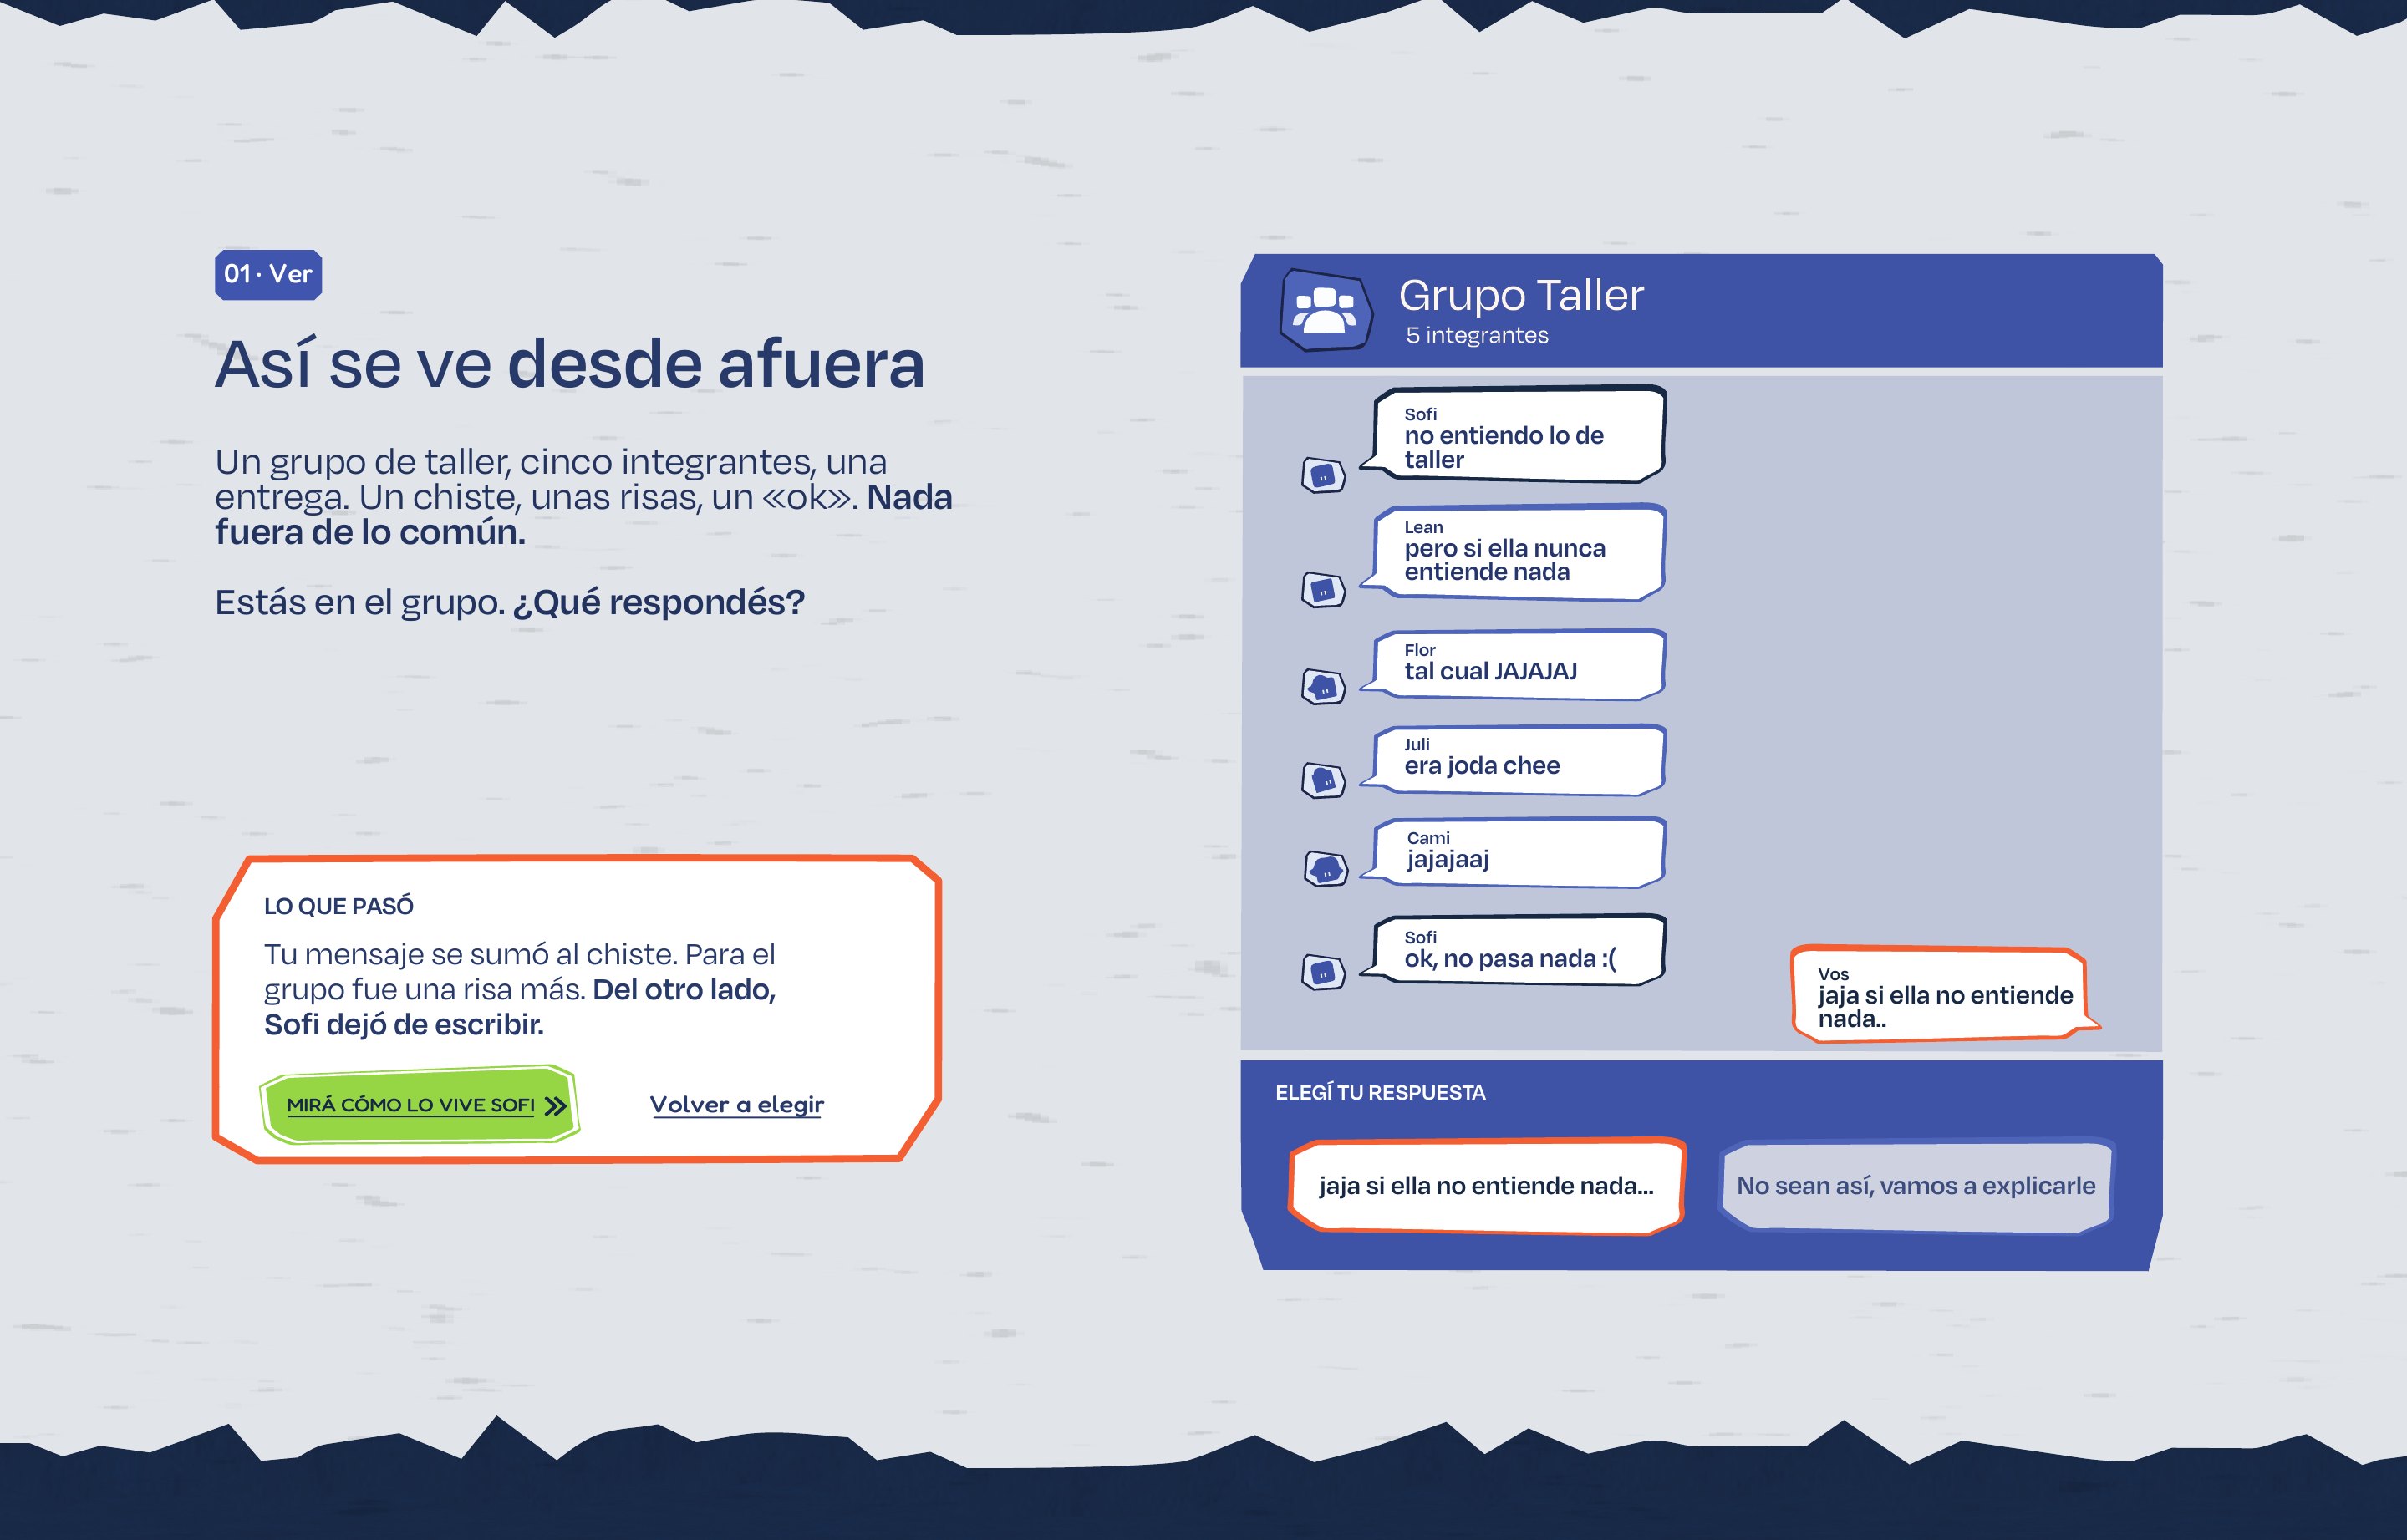 01 · Ver
Así se ve desde afuera
Un grupo de taller, cinco integrantes, una
entrega. Un chiste, unas risas, un «ok». Nada
fuera de lo común.
Estás en el grupo. ¿Qué respondés?
LO QUE PASÓ
Tu mensaje se sumó al chiste. Para el
grupo fue una risa más. Del otro lado,
Sofi dejó de escribir.
MIRÁ CÓMO LO VIVE SOFI »
Volver a elegir
Grupo Taller
5 integrantes
Sofi
no entiendo lo de
taller
Lean
pero si ella nunca
entiende nada
Flor
tal cual JAJAJAJ
Juli
era joda chee
Cami
jajajaaj
Sofi
ok, no pasa nada :(
Vos
jaja si ella no entiende
nada..
ELEGÍ TU RESPUESTA
jaja si ella no entiende nada...
No sean así, vamos a explicarle